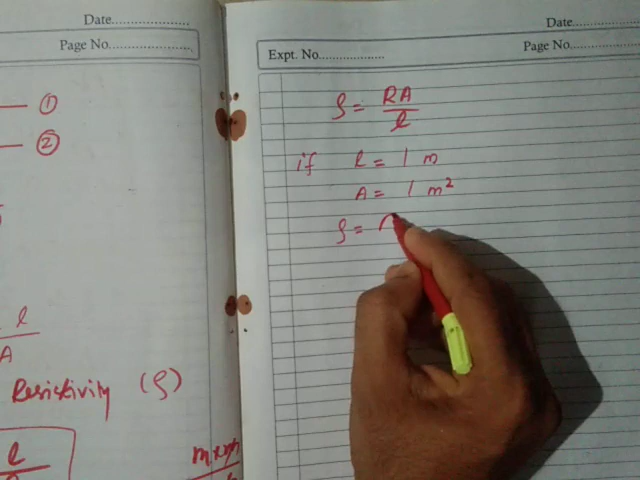 Date....................
Page No......................
① 
②
l
A
Resistivity (ρ)
l
Date
Expt. No..................
Page No.
ρ = RA
l
if l = 1 m
A = 1 m²
ρ =